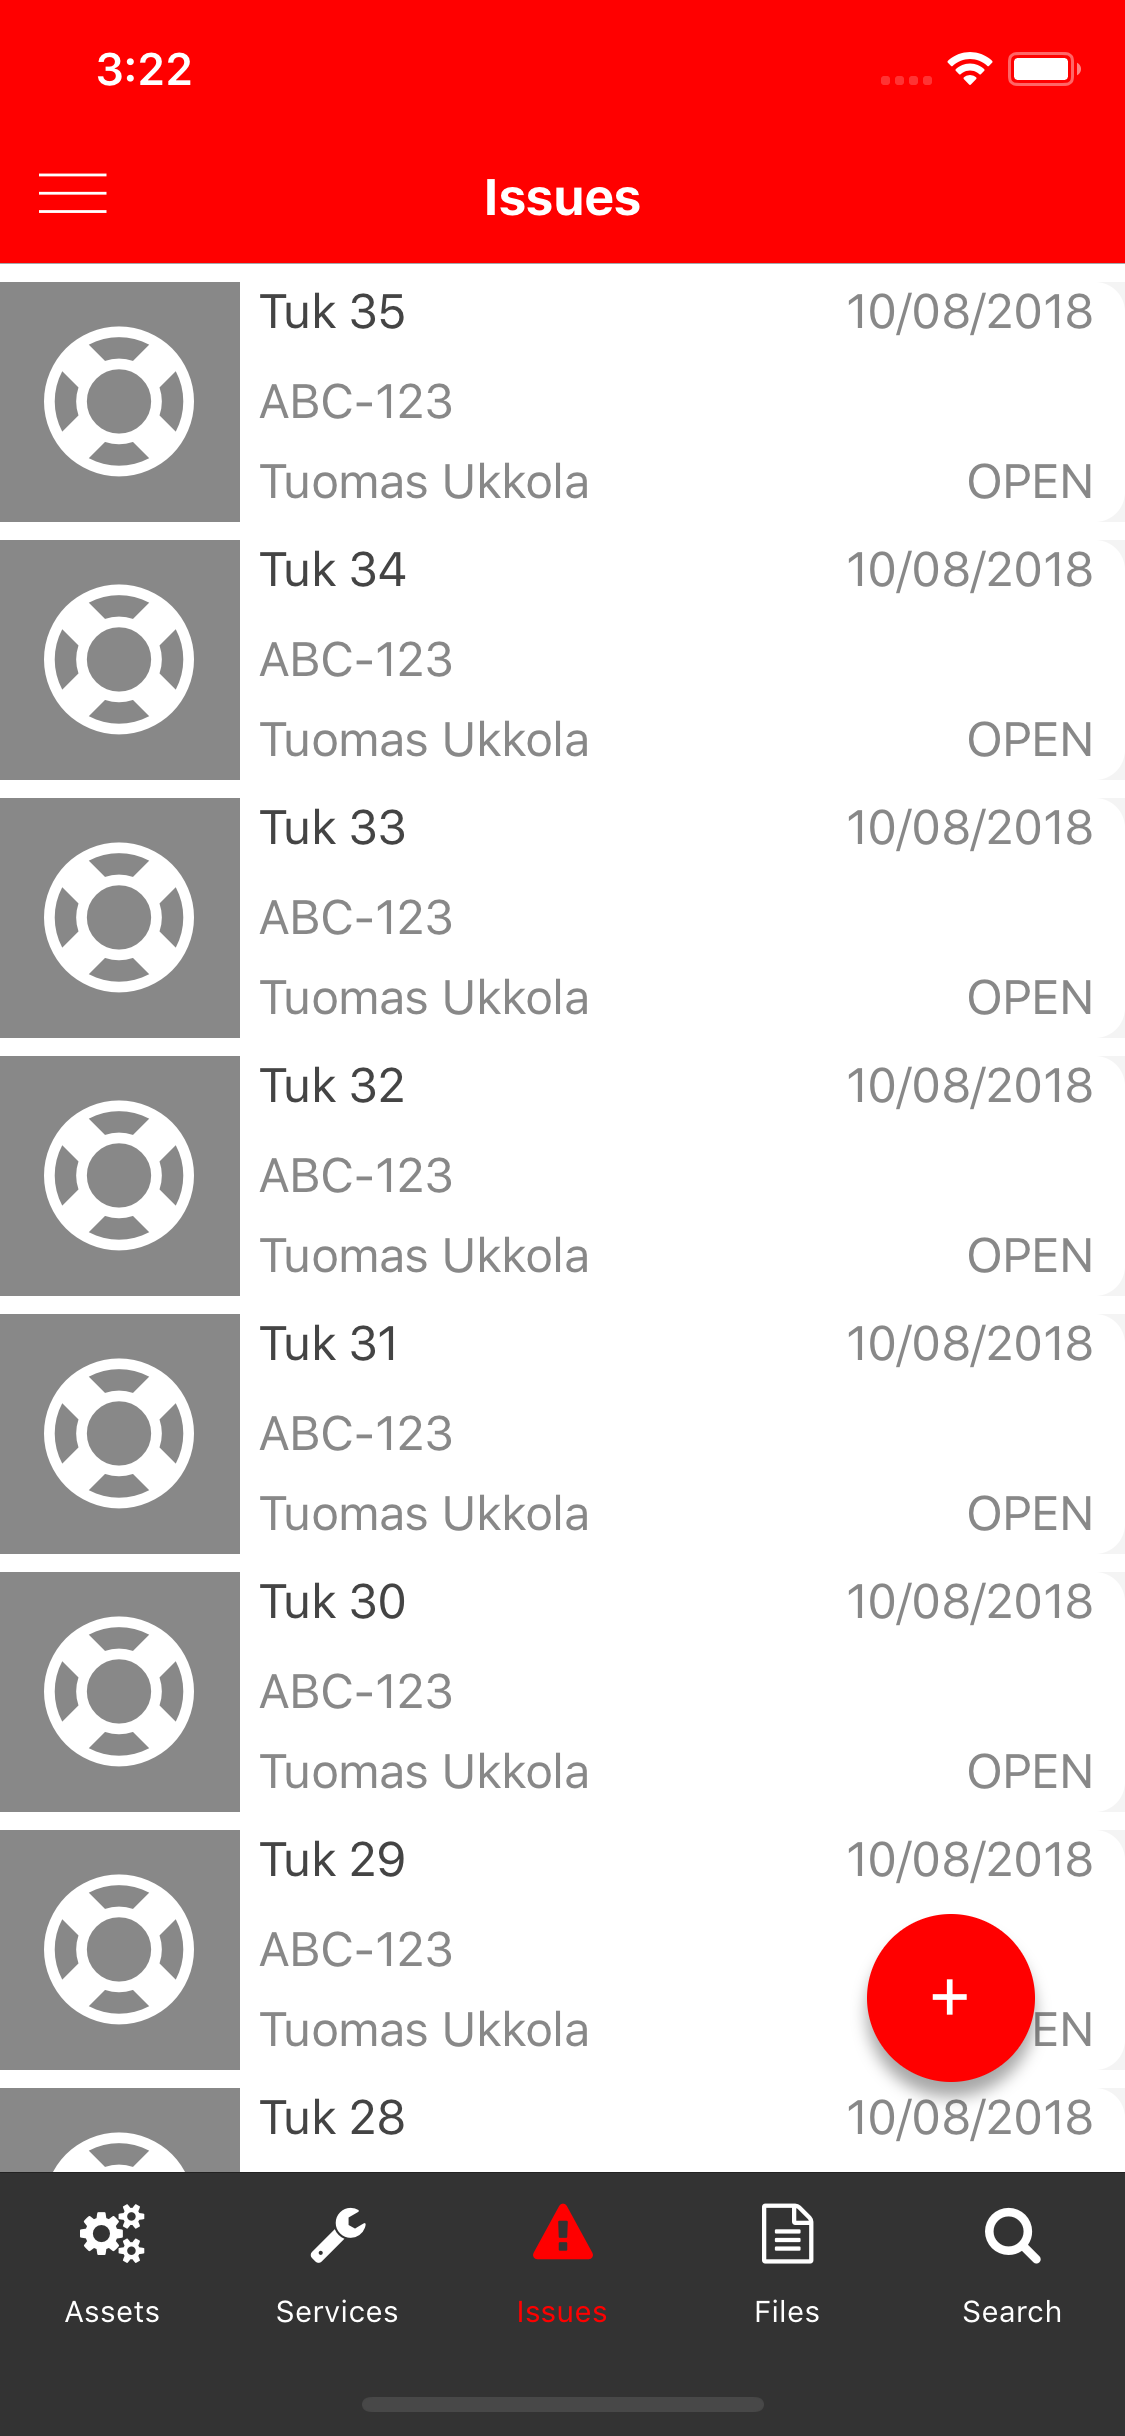 3:22
Issues
Tuk 35 10/08/2018
ABC-123
Tuomas Ukkola OPEN
Tuk 34 10/08/2018
ABC-123
Tuomas Ukkola OPEN
Tuk 33 10/08/2018
ABC-123
Tuomas Ukkola OPEN
Tuk 32 10/08/2018
ABC-123
Tuomas Ukkola OPEN
Tuk 31 10/08/2018
ABC-123
Tuomas Ukkola OPEN
Tuk 30 10/08/2018
ABC-123
Tuomas Ukkola OPEN
Tuk 29 10/08/2018
ABC-123
+
Tuomas Ukkola EN
Tuk 28 10/08/2018
Assets Services Issues Files Search